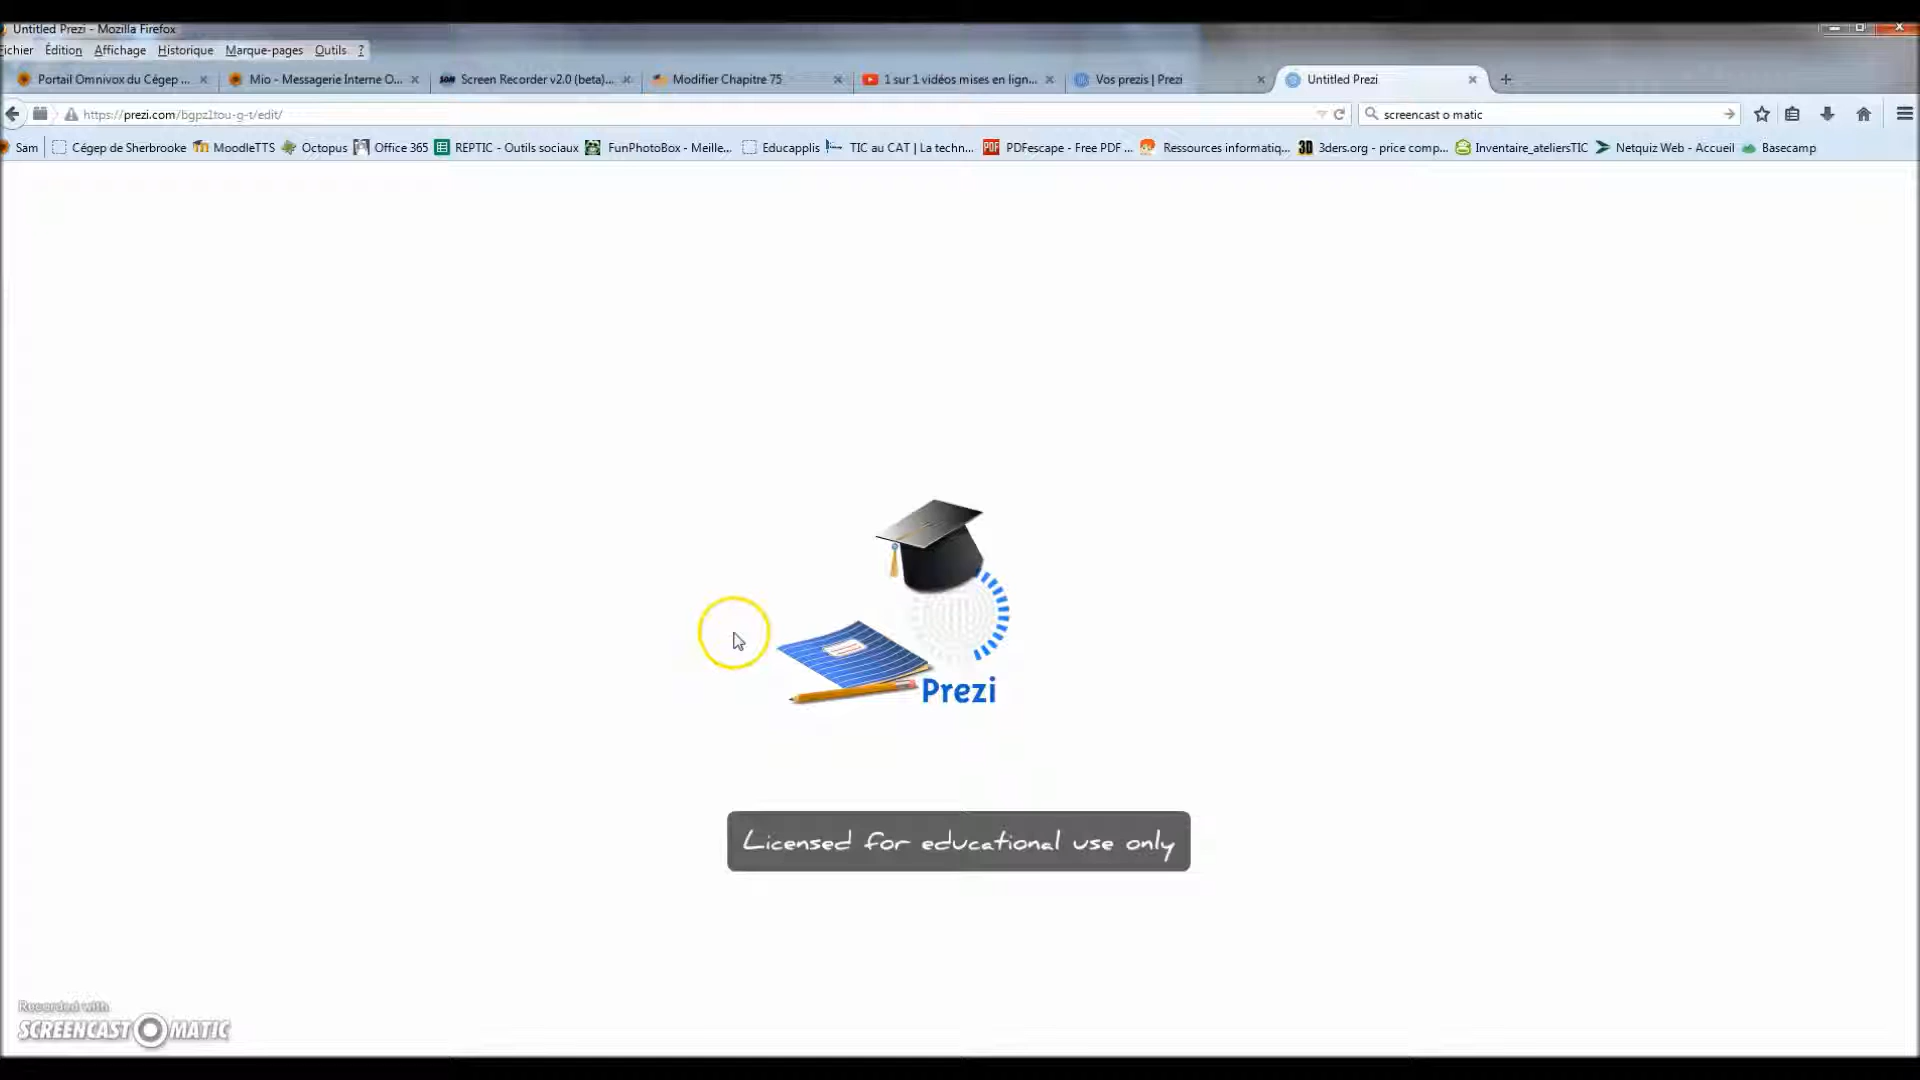 Untitled Prezi - Mozilla Firefox
ichier Édition Affichage Historique Marque-pages Outils ?
Portail Omnivox du Cégep ... Mio - Messagerie Interne O... SOM Screen Recorder v2.0 (beta)... Modifier Chapitre 75 1 sur 1 vidéos mises en lign... Vos prezis | Prezi Untitled Prezi
https://prezi.com/bgpz1tou-g-t/edit/ screencast o matic
Sam Cégep de Sherbrooke MoodleTTS Octopus Office 365 REPTIC - Outils sociaux FunPhotoBox - Meille... Educapplis TIC au CAT | La techn... PDF PDFescape - Free PDF ... Ressources informatiq... 3D 3ders.org - price comp... Inventaire_ateliersTIC Netquiz Web - Accueil Basecamp
Prezi
Licensed for educational use only
Recorded with
SCREENCAST MATIC